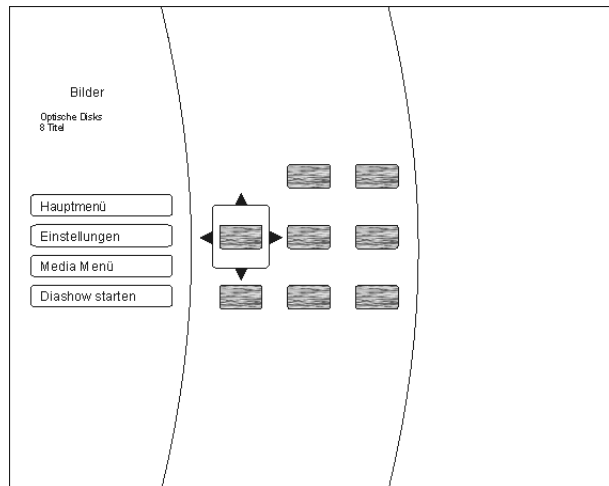 Bilder
Optische Disks
8 Titel
Hauptmenü
Einstellungen
Media Menü
Diashow starten